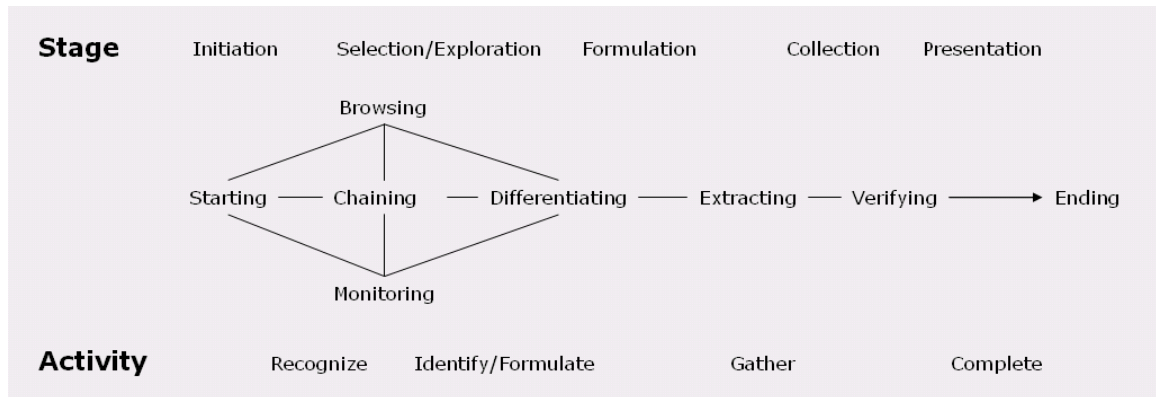 Stage Initiation Selection/Exploration Formulation Collection Presentation
Browsing
Starting Chaining Differentiating Extracting Verifying Ending
Monitoring
Activity Recognize Identify/Formulate Gather Complete